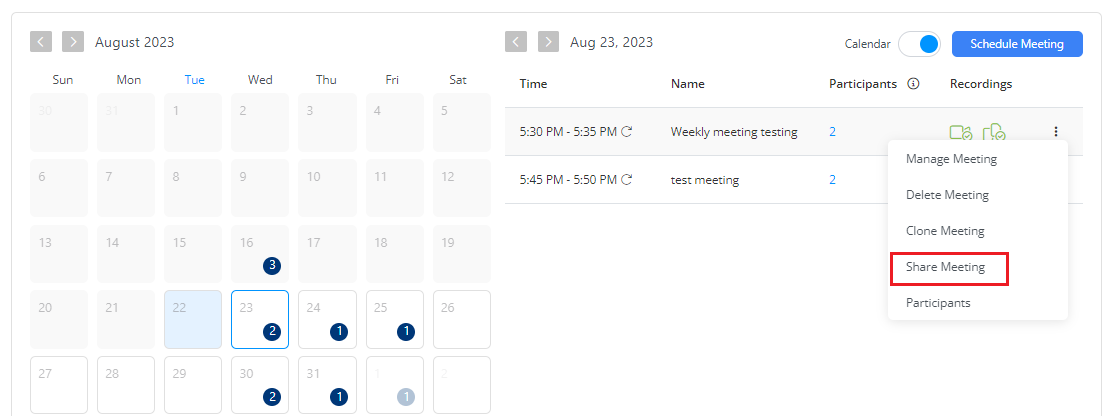 August 2023
Sun Mon Tue Wed Thu Fri Sat
30 31 1 2 3 4 5
6 7 8 9 10 11 12
13 14 15 16 17 18 19
3
20 21 22 23 24 25 26
2 1 1
27 28 29 30 31 1 2
2 1 1
Aug 23, 2023
Calendar
Schedule Meeting
Time Name Participants Recordings
5:30 PM - 5:35 PM Weekly meeting testing 2
5:45 PM - 5:50 PM test meeting 2
Manage Meeting
Delete Meeting
Clone Meeting
Share Meeting
Participants